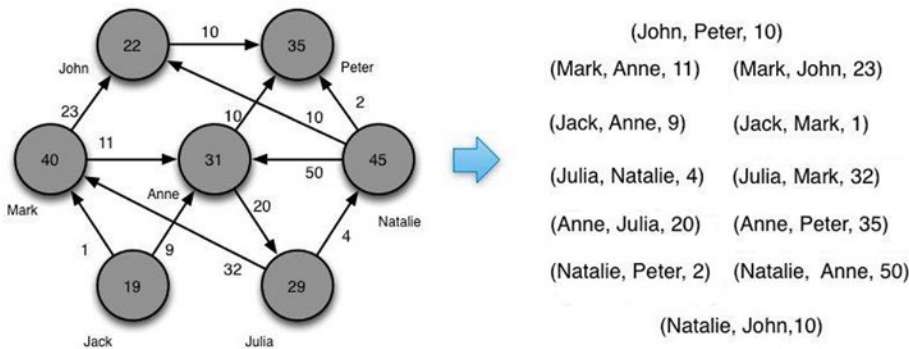 10
22
35
John
Peter
23
10
10
2
11
40
31
45
50
Anne
Mark
20
Natalie
1
9
32
4
19
29
Jack
Julia
(John, Peter, 10)
(Mark, Anne, 11) (Mark, John, 23)
(Jack, Anne, 9) (Jack, Mark, 1)
(Julia, Natalie, 4) (Julia, Mark, 32)
(Anne, Julia, 20) (Anne, Peter, 35)
(Natalie, Peter, 2) (Natalie, Anne, 50)
(Natalie, John,10)